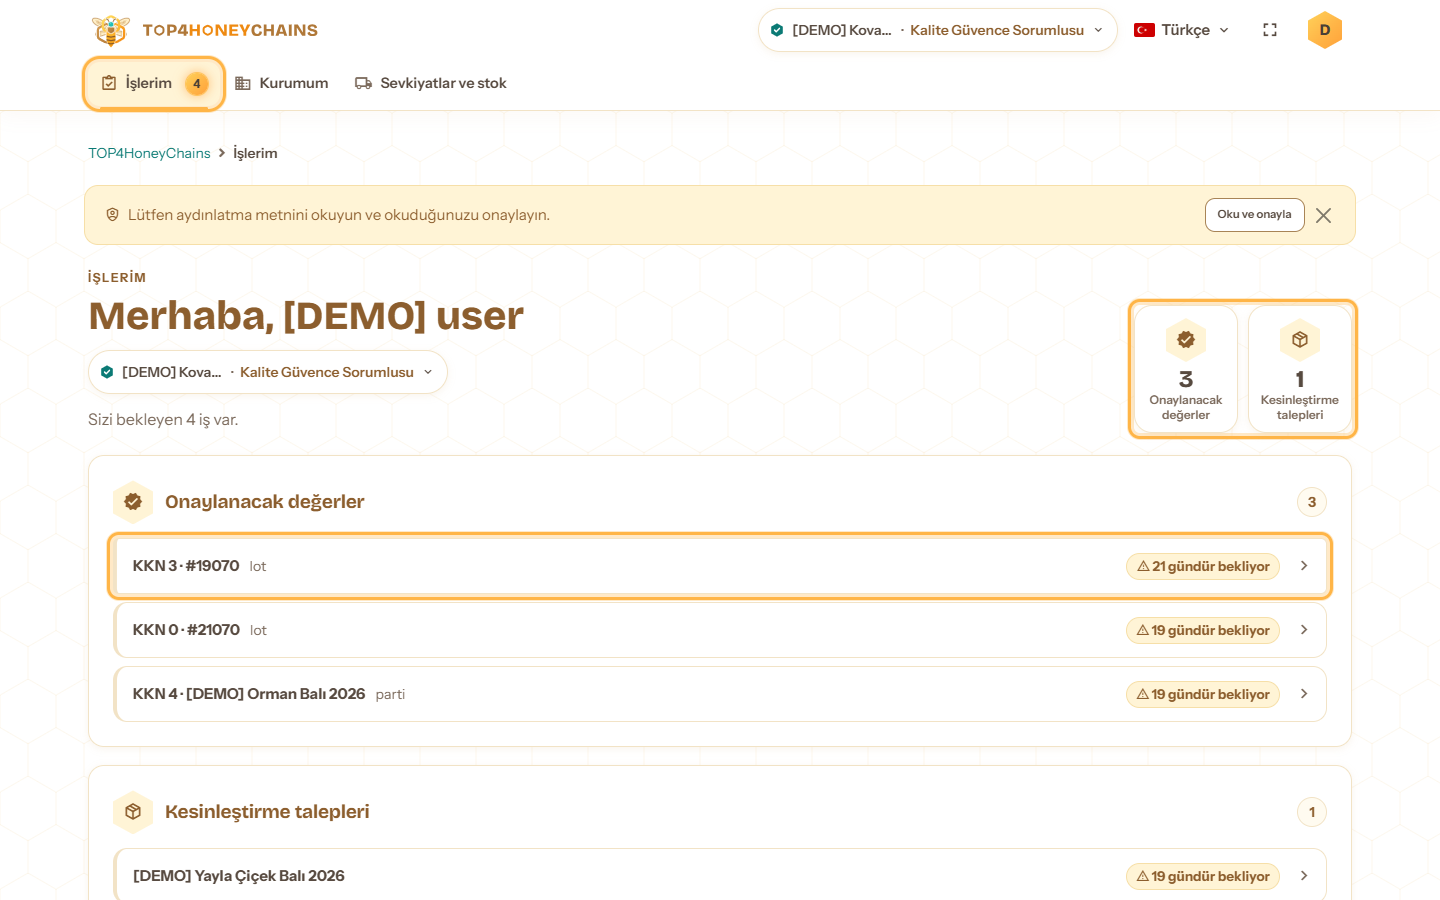 TOP4HONEYCHAINS
[DEMO] Kova... · Kalite Güvence Sorumlusu
Türkçe
D
İşlerim 4
Kurumum
Sevkiyatlar ve stok
TOP4HoneyChains > İşlerim
Lütfen aydınlatma metnini okuyun ve okuduğunuzu onaylayın.
Oku ve onayla
İŞLERİM
Merhaba, [DEMO] user
[DEMO] Kova... · Kalite Güvence Sorumlusu
Sizi bekleyen 4 iş var.
3
Onaylanacak
değerler
1
Kesinleştirme
talepleri
Onaylanacak değerler
3
KKN 3 · #19070 lot
21 gündür bekliyor
KKN 0 · #21070 lot
19 gündür bekliyor
KKN 4 · [DEMO] Orman Balı 2026 parti
19 gündür bekliyor
Kesinleştirme talepleri
1
[DEMO] Yayla Çiçek Balı 2026
19 gündür bekliyor